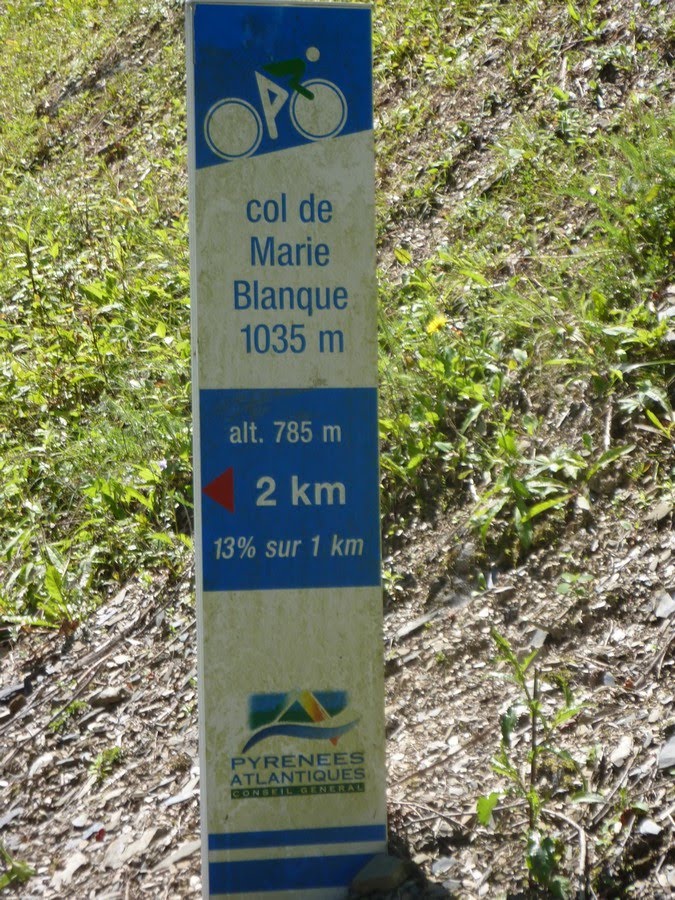 col de
Marie
Blanque
1035 m
alt. 785 m
2 km
13% sur 1 km
PYRENEES
ATLANTIQUES
CONSEIL GENERAL